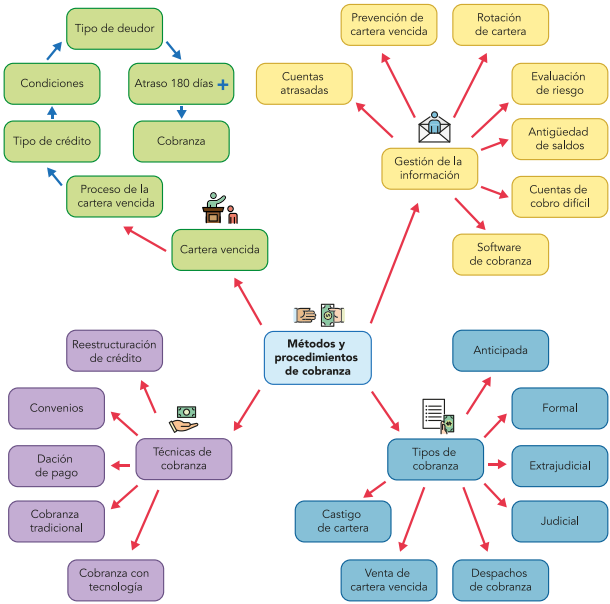 Tipo de deudor
Condiciones
Atraso 180 días +
Tipo de crédito
Cobranza
Proceso de la
cartera vencida
Cartera vencida
Prevención de
cartera vencida
Rotación
de cartera
Cuentas
atrasadas
Evaluación
de riesgo
Antigüedad
de saldos
Gestión de la
información
Cuentas de
cobro difícil
Software
de cobranza
Métodos y
procedimientos
de cobranza
Reestructuración
de crédito
Convenios
Técnicas de
cobranza
Dación
de pago
Cobranza
tradicional
Cobranza con
tecnología
Anticipada
Formal
Tipos de
cobranza
Extrajudicial
Judicial
Castigo
de cartera
Venta de
cartera vencida
Despachos
de cobranza